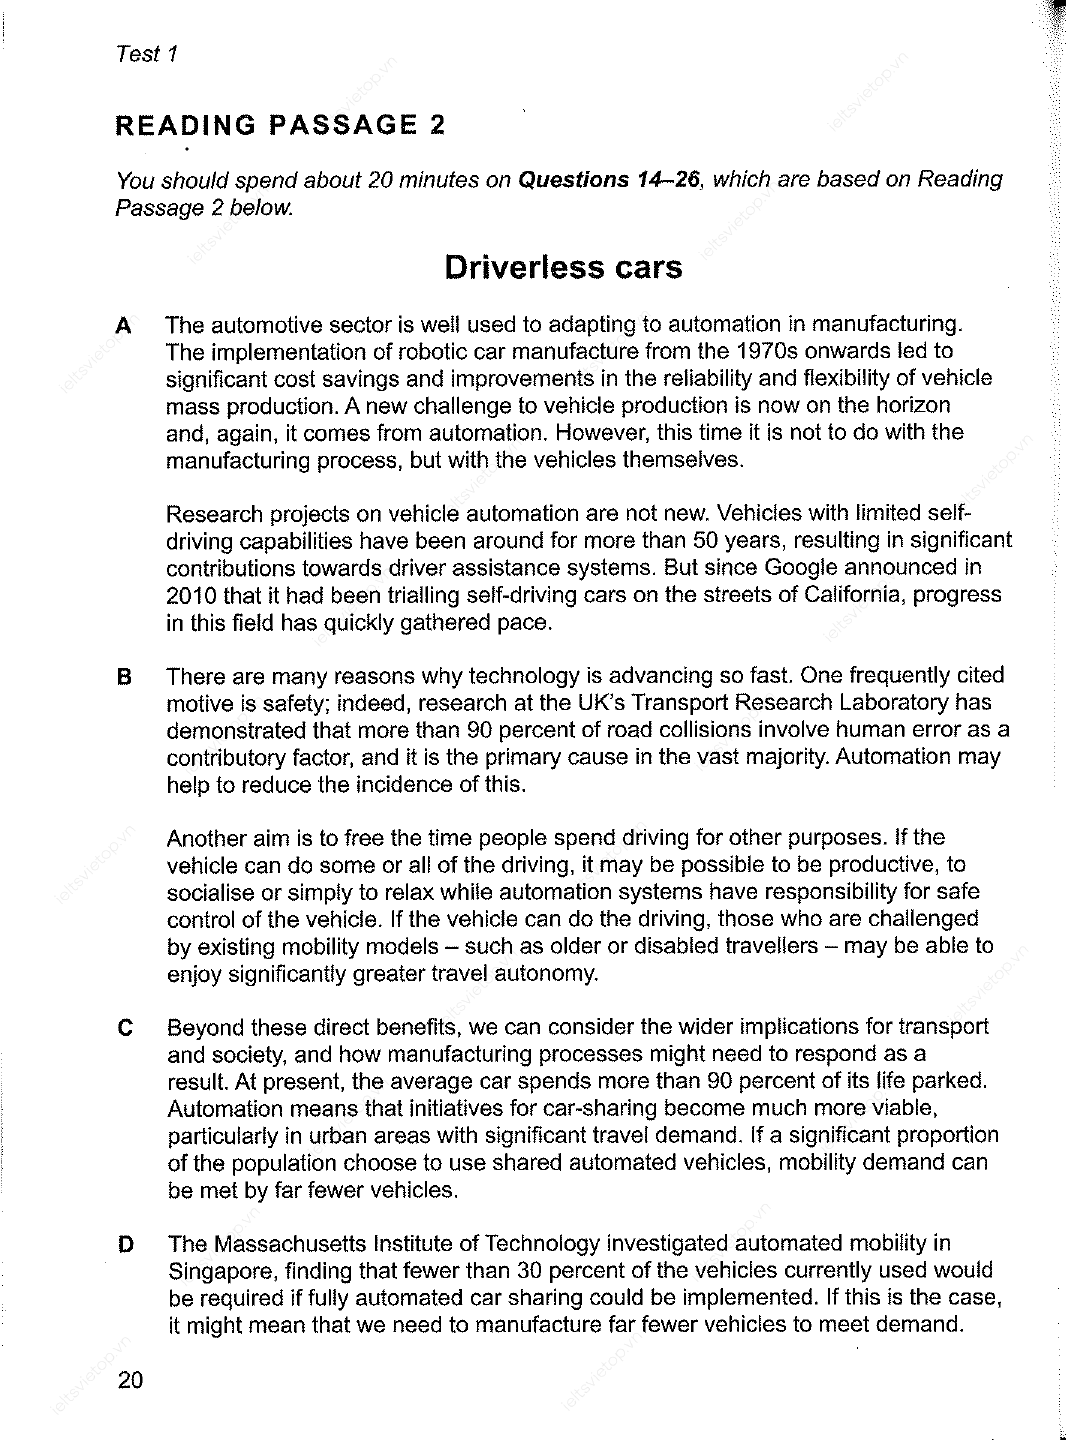 Test 1
READING PASSAGE 2
You should spend about 20 minutes on Questions 14–26, which are based on Reading
Passage 2 below.
Driverless cars
A The automotive sector is well used to adapting to automation in manufacturing.
The implementation of robotic car manufacture from the 1970s onwards led to
significant cost savings and improvements in the reliability and flexibility of vehicle
mass production. A new challenge to vehicle production is now on the horizon
and, again, it comes from automation. However, this time it is not to do with the
manufacturing process, but with the vehicles themselves.
Research projects on vehicle automation are not new. Vehicles with limited self-
driving capabilities have been around for more than 50 years, resulting in significant
contributions towards driver assistance systems. But since Google announced in
2010 that it had been trialling self-driving cars on the streets of California, progress
in this field has quickly gathered pace.
B There are many reasons why technology is advancing so fast. One frequently cited
motive is safety; indeed, research at the UK's Transport Research Laboratory has
demonstrated that more than 90 percent of road collisions involve human error as a
contributory factor, and it is the primary cause in the vast majority. Automation may
help to reduce the incidence of this.
Another aim is to free the time people spend driving for other purposes. If the
vehicle can do some or all of the driving, it may be possible to be productive, to
socialise or simply to relax while automation systems have responsibility for safe
control of the vehicle. If the vehicle can do the driving, those who are challenged
by existing mobility models – such as older or disabled travellers – may be able to
enjoy significantly greater travel autonomy.
C Beyond these direct benefits, we can consider the wider implications for transport
and society, and how manufacturing processes might need to respond as a
result. At present, the average car spends more than 90 percent of its life parked.
Automation means that initiatives for car-sharing become much more viable,
particularly in urban areas with significant travel demand. If a significant proportion
of the population choose to use shared automated vehicles, mobility demand can
be met by far fewer vehicles.
D The Massachusetts Institute of Technology investigated automated mobility in
Singapore, finding that fewer than 30 percent of the vehicles currently used would
be required if fully automated car sharing could be implemented. If this is the case,
it might mean that we need to manufacture far fewer vehicles to meet demand.
20
ieltsvietop.vn